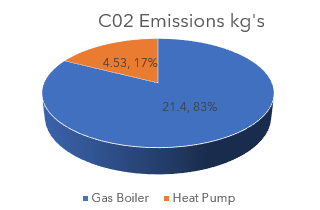 C02 Emissions kg's
4.53, 17%
21.4, 83%
Gas Boiler Heat Pump